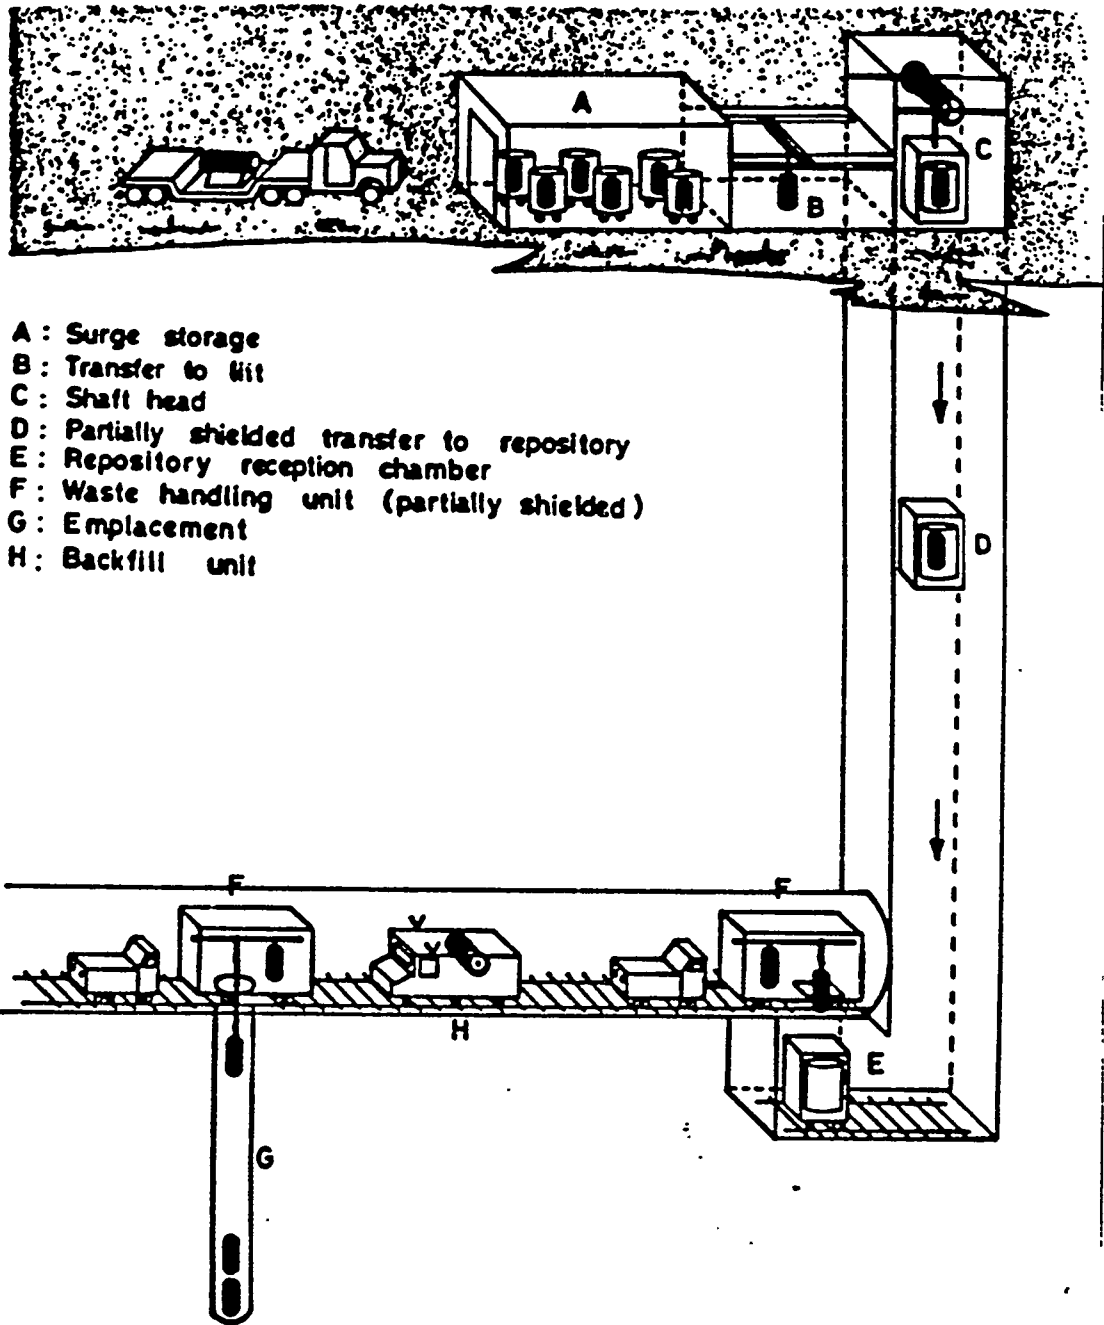 A
C
B
A : Surge storage
B : Transfer to lift
C : Shaft head
D : Partially shielded transfer to repository
E : Repository reception chamber
F : Waste handling unit (partially shielded)
G : Emplacement
H : Backfill unit
D
F
F
H
E
G